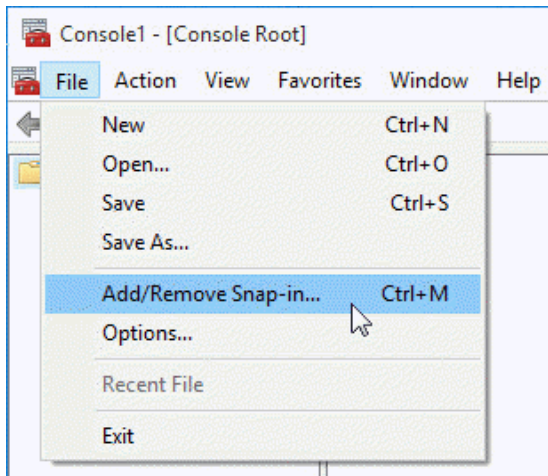 Console1 - [Console Root]
File Action View Favorites Window Help
New Ctrl+N
Open... Ctrl+O
Save Ctrl+S
Save As...
Add/Remove Snap-in... Ctrl+M
Options...
Recent File
Exit